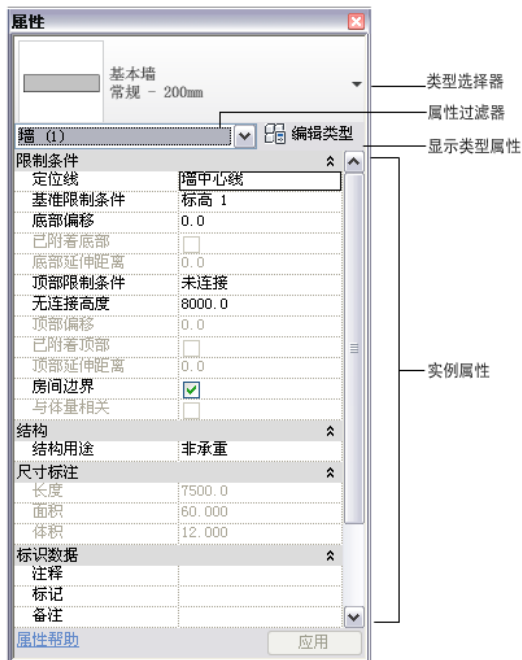 属性
基本墙
常规 - 200mm
类型选择器
属性过滤器
墙 (1)
编辑类型
显示类型属性
限制条件
定位线 墙中心线
基准限制条件 标高 1
底部偏移 0.0
已附着底部
底部延伸距离 0.0
顶部限制条件 未连接
无连接高度 8000.0
顶部偏移 0.0
已附着顶部
顶部延伸距离 0.0
实例属性
房间边界
与体量相关
结构
结构用途 非承重
尺寸标注
长度 7500.0
面积 60.000
体积 12.000
标识数据
注释
标记
备注
属性帮助 应用